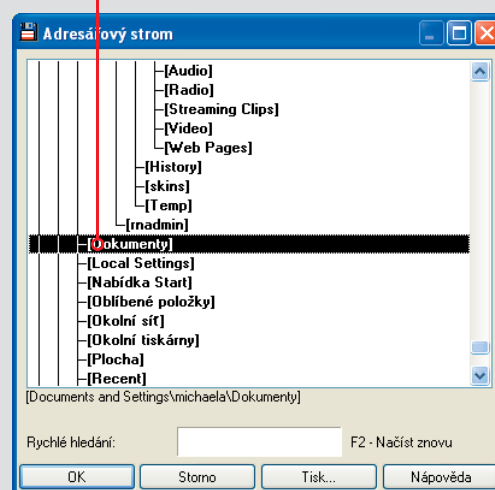 Adresářový strom
[Audio]
[Radio]
[Streaming Clips]
[Video]
[Web Pages]
[History]
[skins]
[Temp]
[rnadmin]
[Dokumenty]
[Local Settings]
[Nabídka Start]
[Oblíbené položky]
[Okolní síť]
[Okolní tiskárny]
[Plocha]
[Recent]
[Documents and Settings\michaela\Dokumenty]
Rychlé hledání: F2 - Načíst znovu
OK Storno Tisk... Nápověda